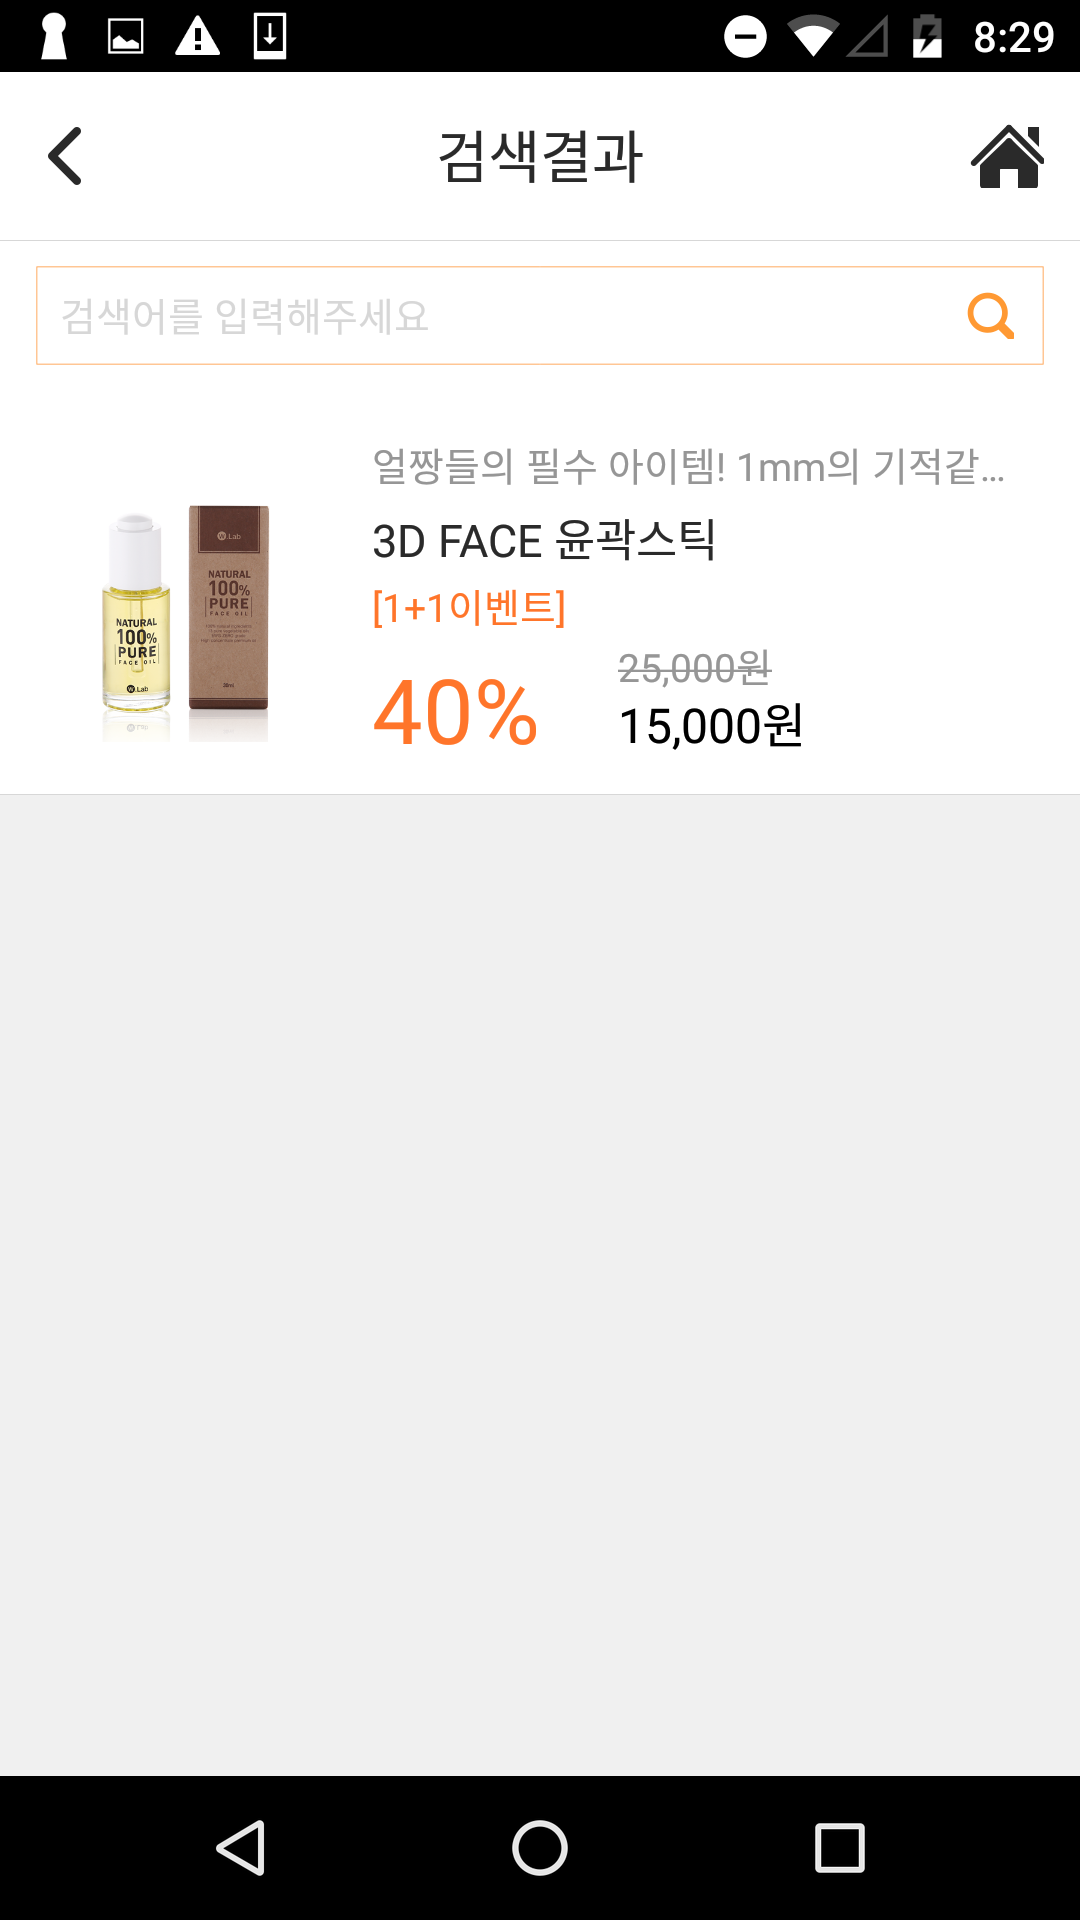 8:29
검색결과
검색어를 입력해주세요
얼짱들의 필수 아이템! 1mm의 기적같...
3D FACE 윤곽스틱
[1+1이벤트]
25,000원
40%
15,000원
W.Lab
NATURAL
100%
PURE
FACE OIL
NATURAL
100%
PURE
FACE OIL
W.Lab